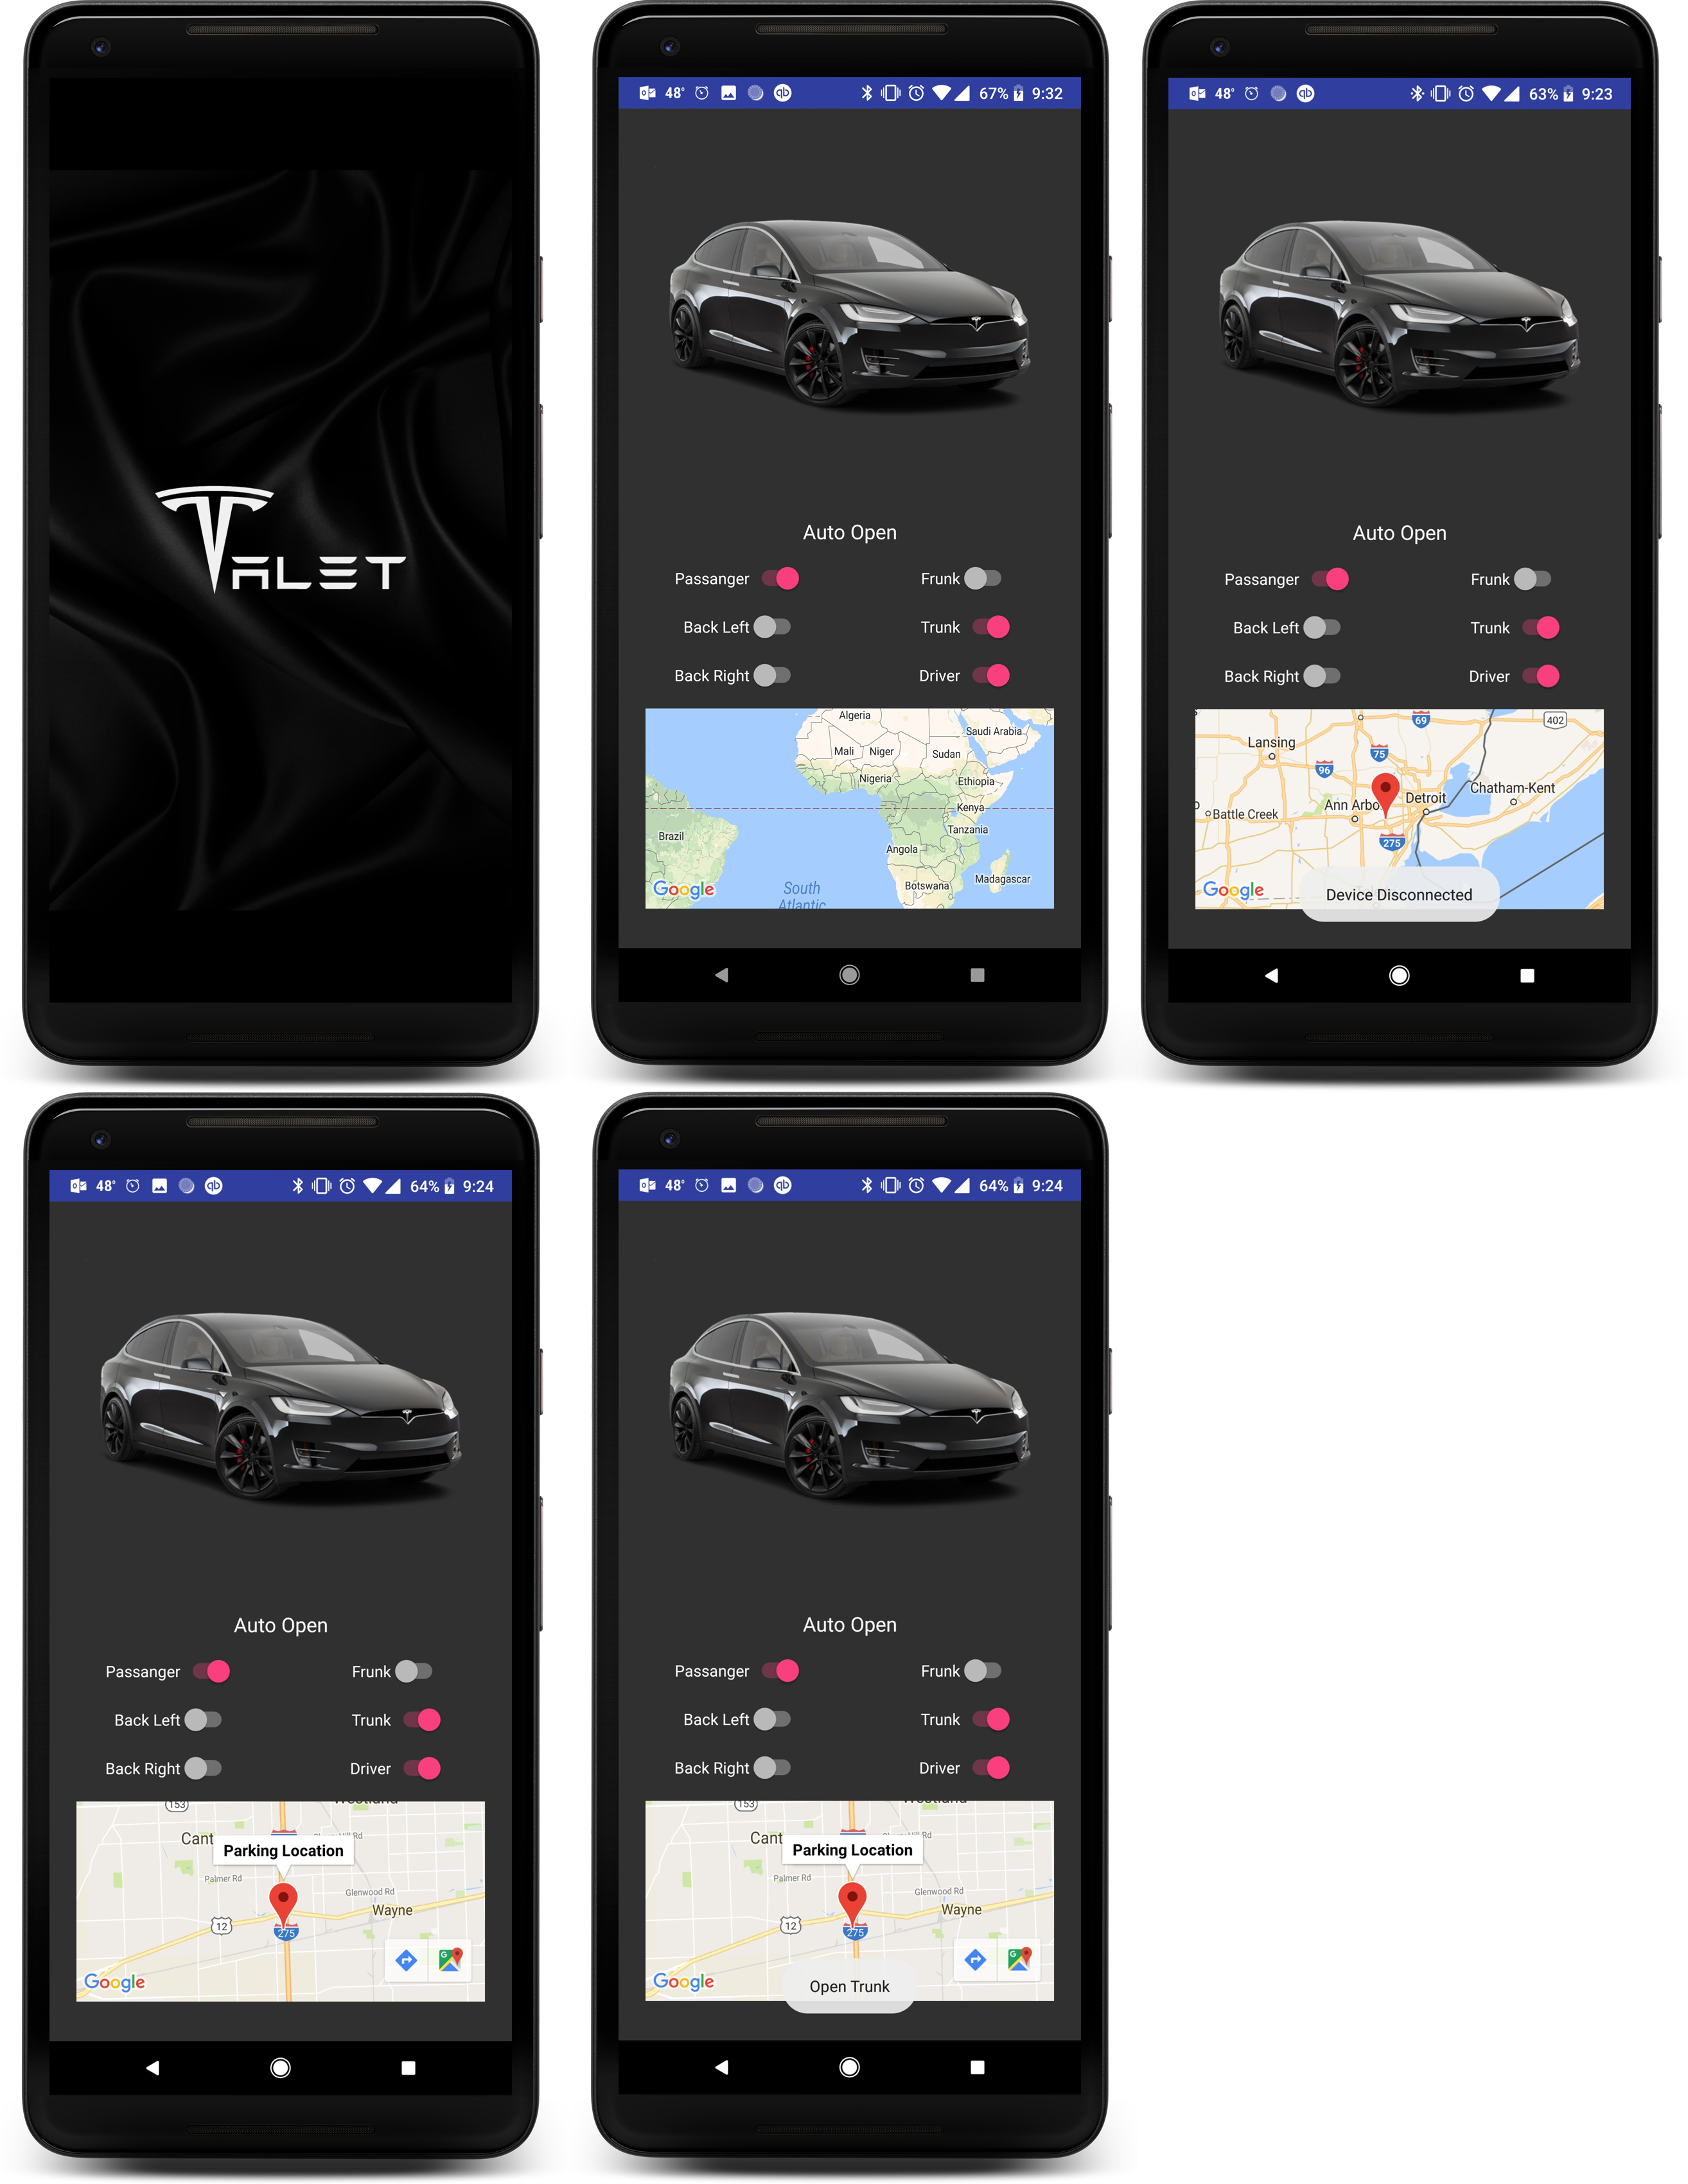 TALET
48° qb 67% 9:32
Auto Open
Passanger Frunk
Back Left Trunk
Back Right Driver
Algeria
Saudi Arabia
Mali Niger Sudan
Nigeria Ethiopia
Kenya
Brazil Tanzania
Angola
Madagascar
Botswana
South
Atlantic
Google
48° qb 63% 9:23
Auto Open
Passanger Frunk
Back Left Trunk
Back Right Driver
69 402
Lansing 75
96
Chatham-Kent
Ann Arbo Detroit
Battle Creek
275
Google
Device Disconnected
48° qb 64% 9:24
Auto Open
Passanger Frunk
Back Left Trunk
Back Right Driver
153
Cant Rd
Parking Location
Palmer Rd
Glenwood Rd
Wayne
12 275
G
Google
48° qb 64% 9:24
Auto Open
Passanger Frunk
Back Left Trunk
Back Right Driver
153
Cant Rd
Parking Location
Palmer Rd
Glenwood Rd
Wayne
12 275
G
Google
Open Trunk